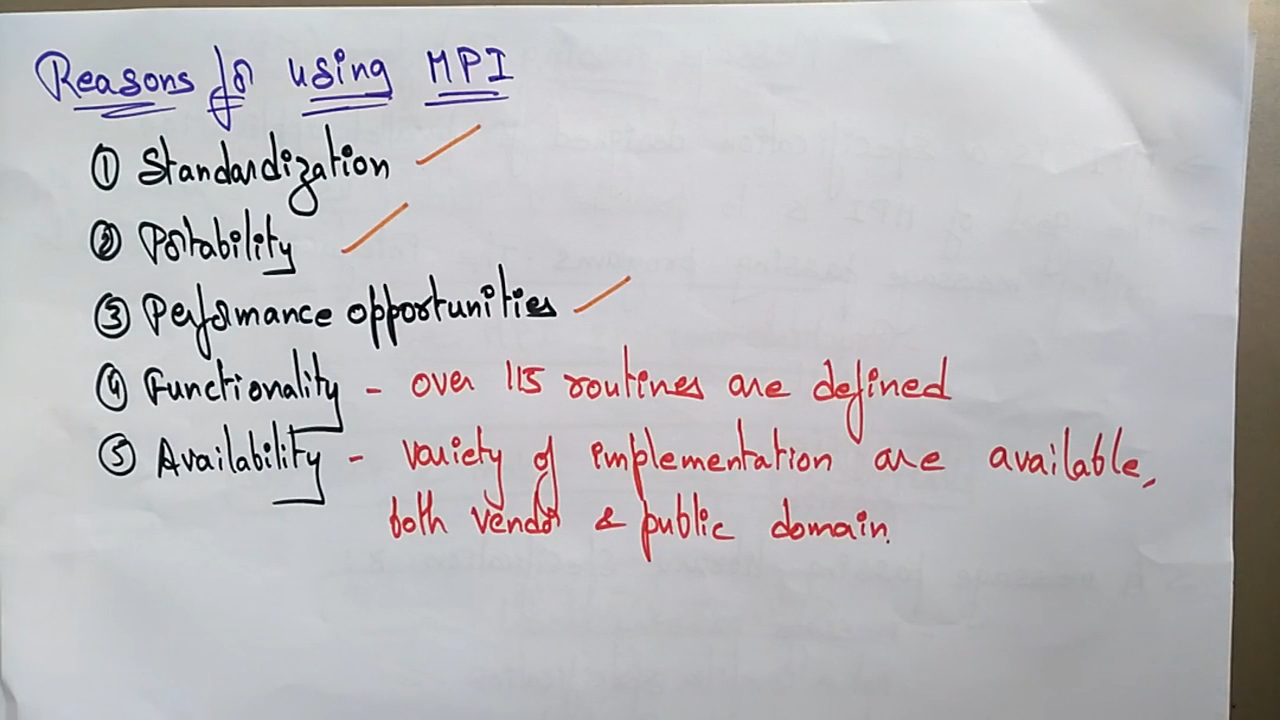 Reasons for using MPI
① Standardization
② Portability
③ Performance opportunities
④ Functionality - over 115 routines are defined
⑤ Availability - variety of implementation are available,
both vendor & public domain.